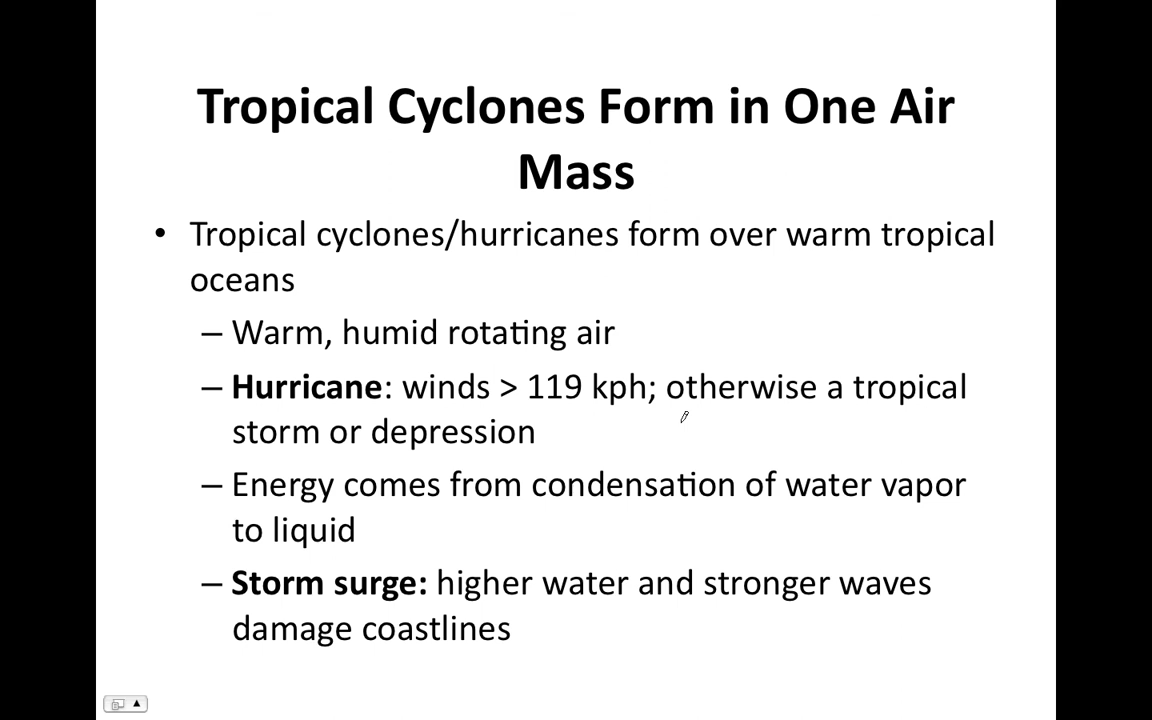 Tropical Cyclones Form in One Air
Mass
• Tropical cyclones/hurricanes form over warm tropical
oceans
– Warm, humid rotating air
– Hurricane: winds > 119 kph; otherwise a tropical
storm or depression
– Energy comes from condensation of water vapor
to liquid
– Storm surge: higher water and stronger waves
damage coastlines